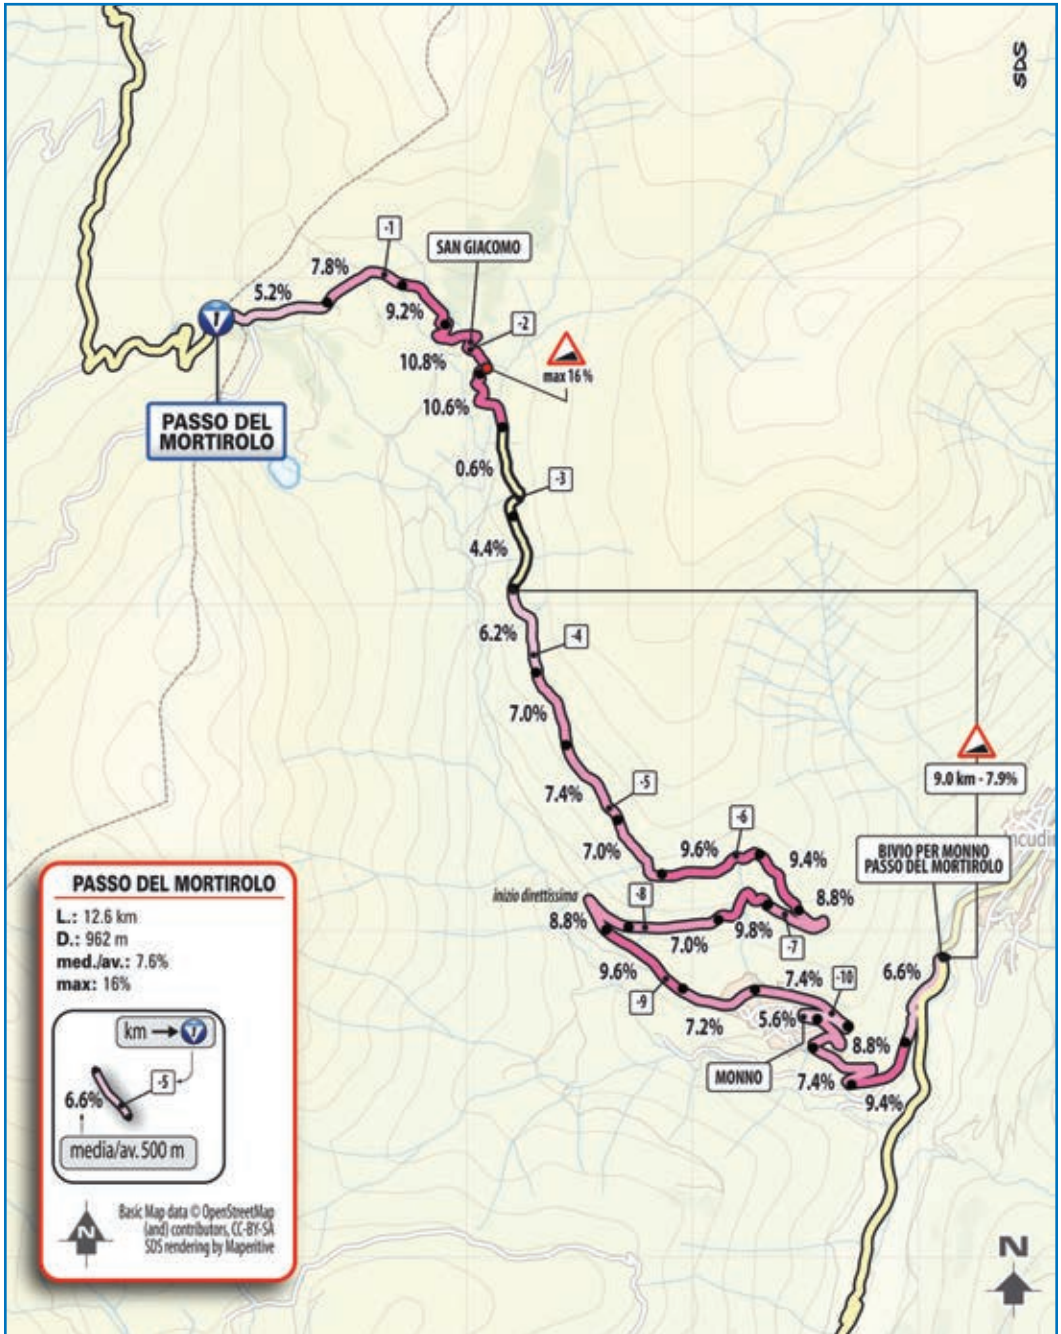 SDS
-1
SAN GIACOMO
7.8%
5.2%
9.2%
-2
10.8%
max 16%
10.6%
PASSO DEL
MORTIROLO
0.6%
-3
4.4%
6.2%
-4
7.0%
9.0 km - 7.9%
7.4%
-5
7.0%
9.6%
-6
9.4%
BIVIO PER MONNO
PASSO DEL MORTIROLO
inizio direttissima
8.8%
-8
7.0%
9.8%
-7
8.8%
9.6%
-9
7.2%
7.4%
-10
6.6%
5.6%
8.8%
MONNO
7.4%
9.4%
PASSO DEL MORTIROLO
L.: 12.6 km
D.: 962 m
med./av.: 7.6%
max: 16%
km
-5
6.6%
media/av. 500 m
N
Basic Map data © OpenStreetMap
(and) contributors, CC-BY-SA
SDS rendering by Maperitive
N